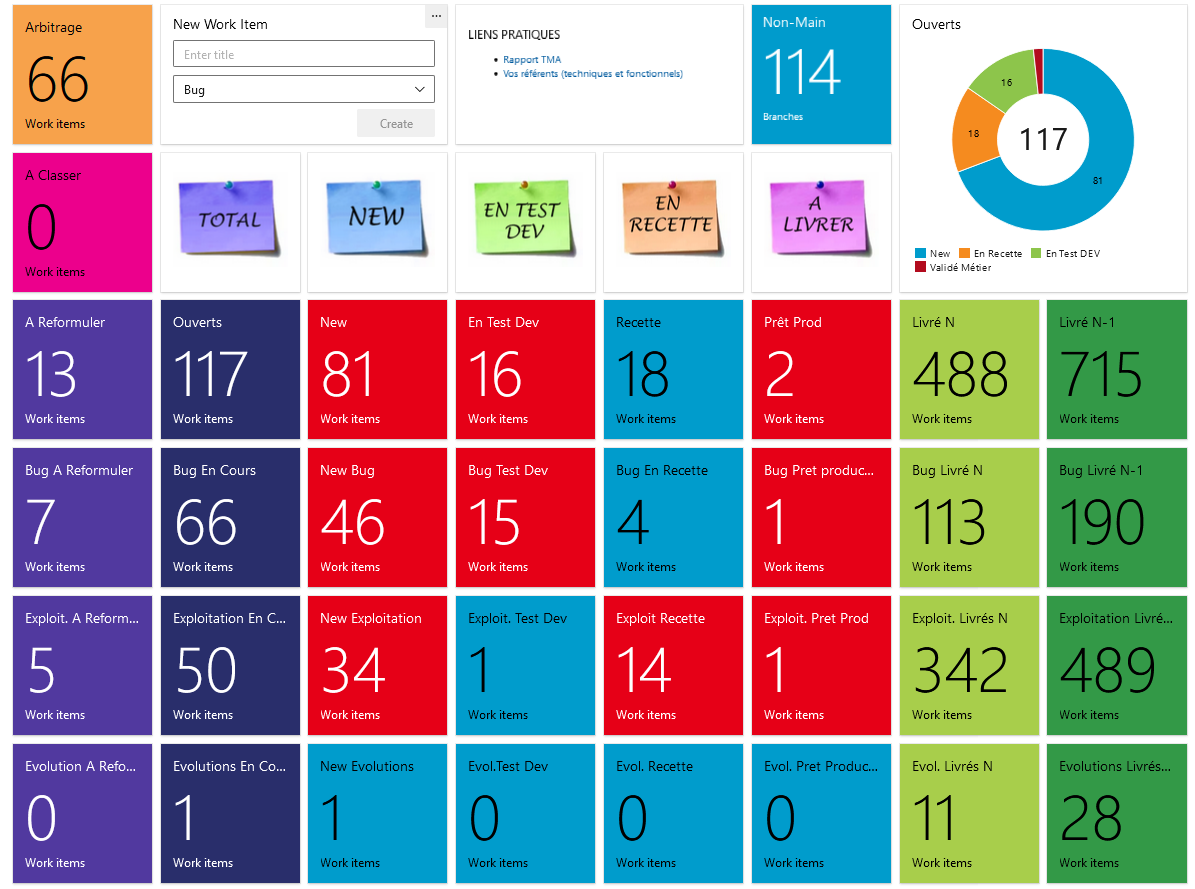 Arbitrage
66
Work items
New Work Item
...
Enter title
Bug
Create
LIENS PRATIQUES
• Rapport TMA
• Vos référents (techniques et fonctionnels)
Non-Main
114
Branches
Ouverts
16
18
117
81
New En Recette En Test DEV
Validé Métier
A Classer
0
Work items
TOTAL
NEW
EN TEST
DEV
EN
RECETTE
A
LIVRER
A Reformuler
13
Work items
Ouverts
117
Work items
New
81
Work items
En Test Dev
16
Work items
Recette
18
Work items
Prêt Prod
2
Work items
Livré N
488
Work items
Livré N-1
715
Work items
Bug A Reformuler
7
Work items
Bug En Cours
66
Work items
New Bug
46
Work items
Bug Test Dev
15
Work items
Bug En Recette
4
Work items
Bug Pret produc...
1
Work items
Bug Livré N
113
Work items
Bug Livré N-1
190
Work items
Exploit. A Reform...
5
Work items
Exploitation En C...
50
Work items
New Exploitation
34
Work items
Exploit. Test Dev
1
Work items
Exploit Recette
14
Work items
Exploit. Pret Prod
1
Work items
Exploit. Livrés N
342
Work items
Exploitation Livré...
489
Work items
Evolution A Refo...
0
Work items
Evolutions En Co...
1
Work items
New Evolutions
1
Work items
Evol.Test Dev
0
Work items
Evol. Recette
0
Work items
Evol. Pret Produc...
0
Work items
Evol. Livrés N
11
Work items
Evolutions Livrés...
28
Work items